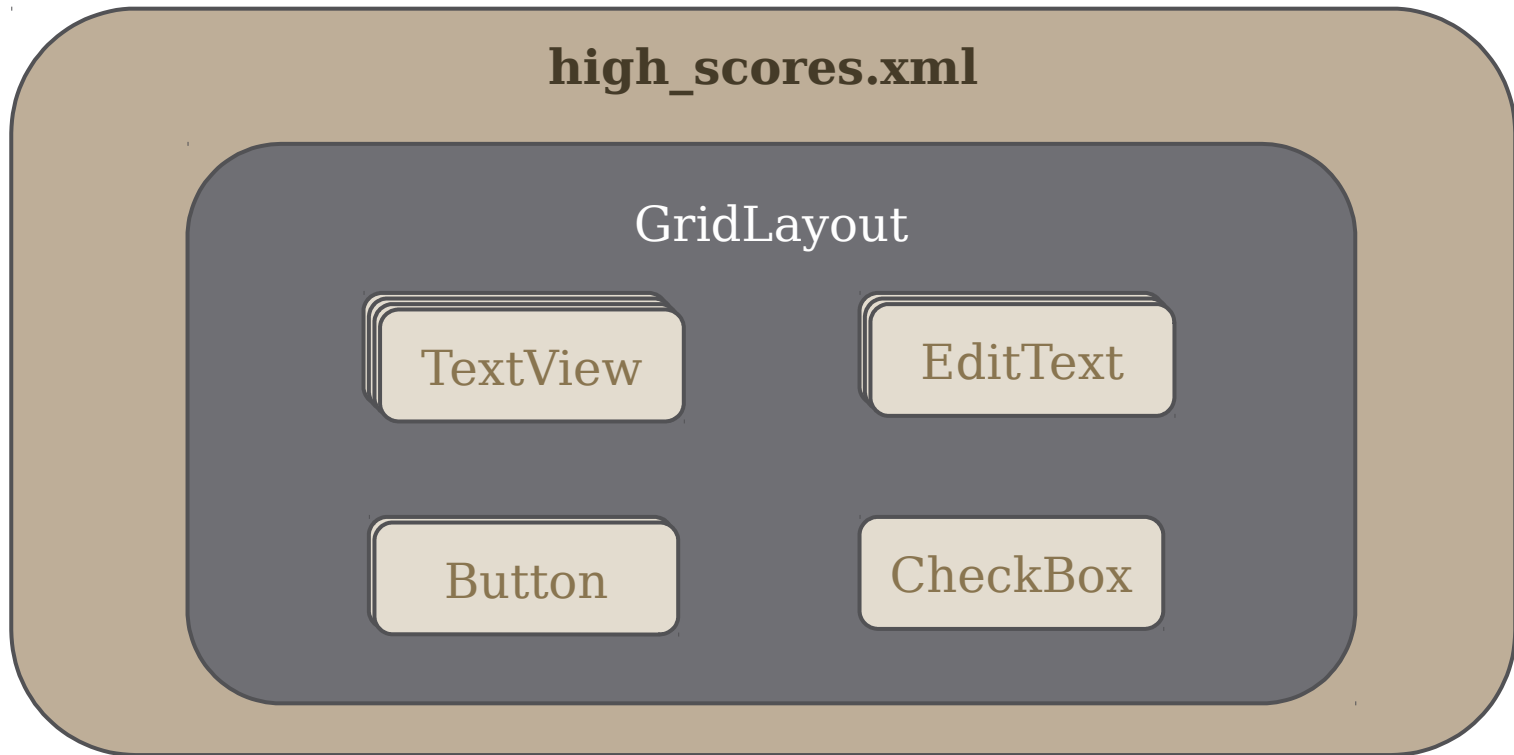 high_scores.xml
GridLayout
TextView
EditText
Button
CheckBox